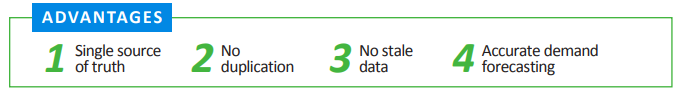 ADVANTAGES
1 Single source
of truth
2 No
duplication
3 No stale
data
4 Accurate demand
forecasting